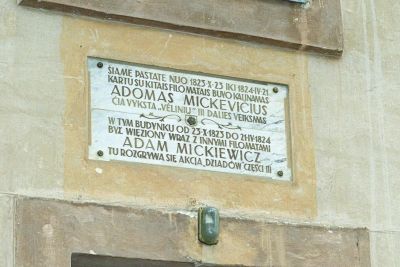 ŠIAME PASTATE NUO 1823·X·23 IKI 1824·IV·21
KARTU SU KITAIS FILOMATAIS BUVO KALINAMAS
ADOMAS MICKEVIČIUS
ČIA VYKSTA „VĖLINIŲ" III DALIES VEIKSMAS
W TYM BUDYNKU OD 23·X·1823 DO 21·IV·1824
BYŁ WIĘZIONY WRAZ Z INNYMI FILOMATAMI
ADAM MICKIEWICZ
TU ROZGRYWA SIĘ AKCJA „DZIADÓW" CZĘŚCI III